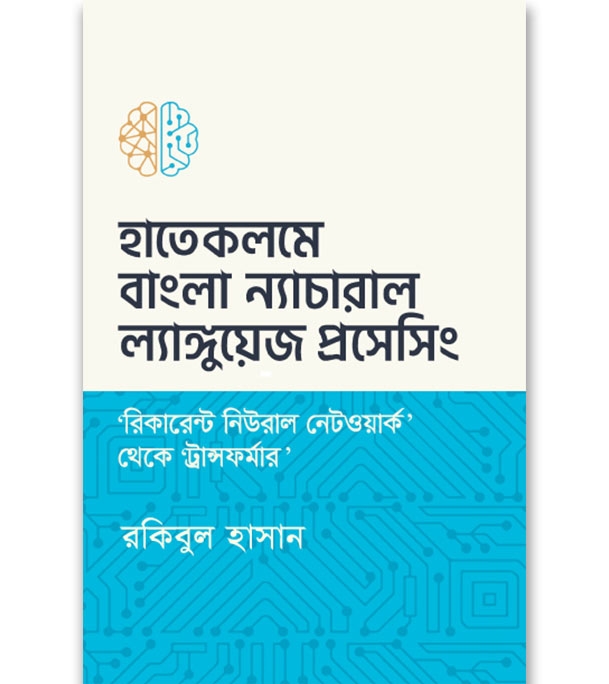 হাতেকলমে
বাংলা ন্যাচারাল
ল্যাঙ্গুয়েজ প্রসেসিং
‘রিকারেন্ট নিউরাল নেটওয়ার্ক’
থেকে ‘ট্রান্সফর্মার’
রকিবুল হাসান